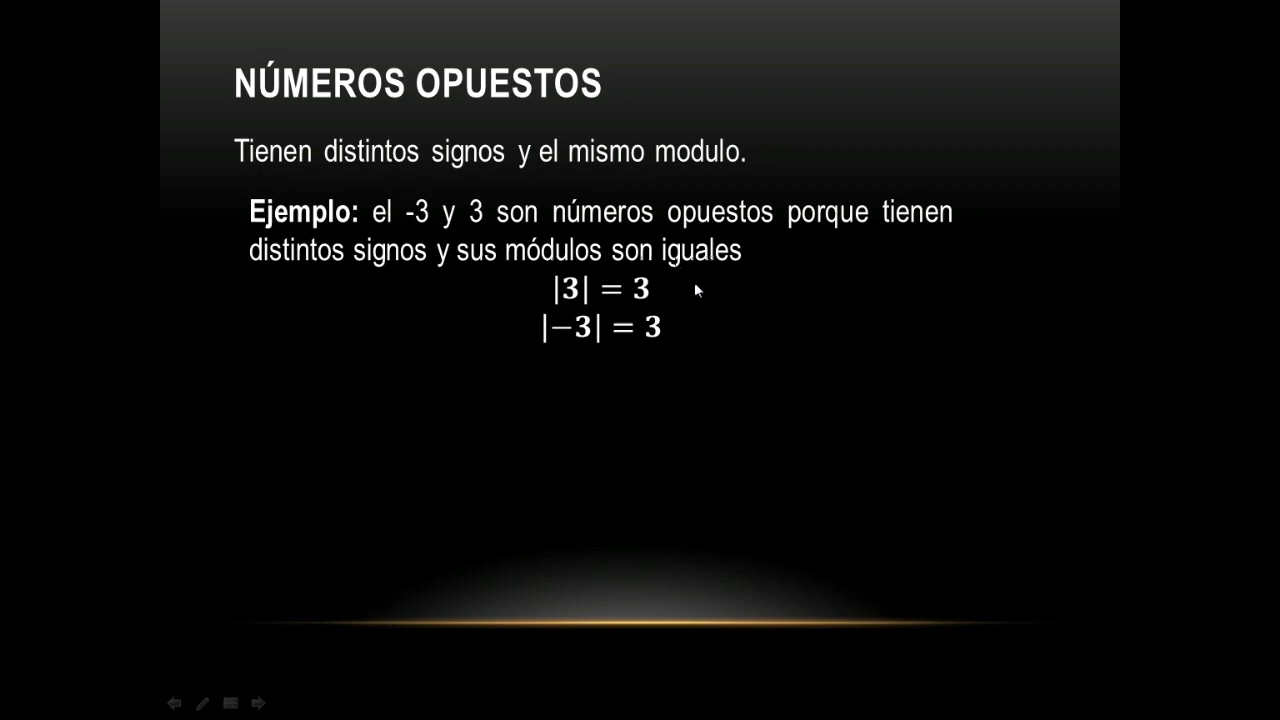 NÚMEROS OPUESTOS
Tienen distintos signos y el mismo modulo.
Ejemplo: el -3 y 3 son números opuestos porque tienen
distintos signos y sus módulos son iguales
|3| = 3
|−3| = 3